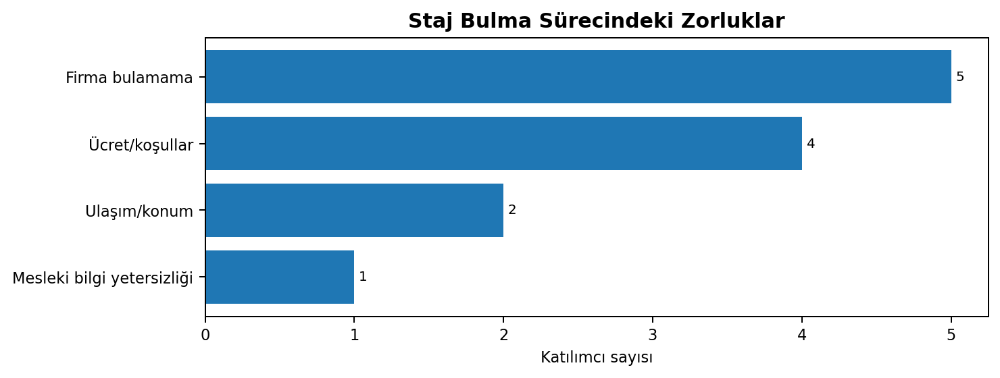 Staj Bulma Sürecindeki Zorluklar
Firma bulamama
5
Ücret/koşullar
4
Ulaşım/konum
2
Mesleki bilgi yetersizliği
1
0 1 2 3 4 5
Katılımcı sayısı